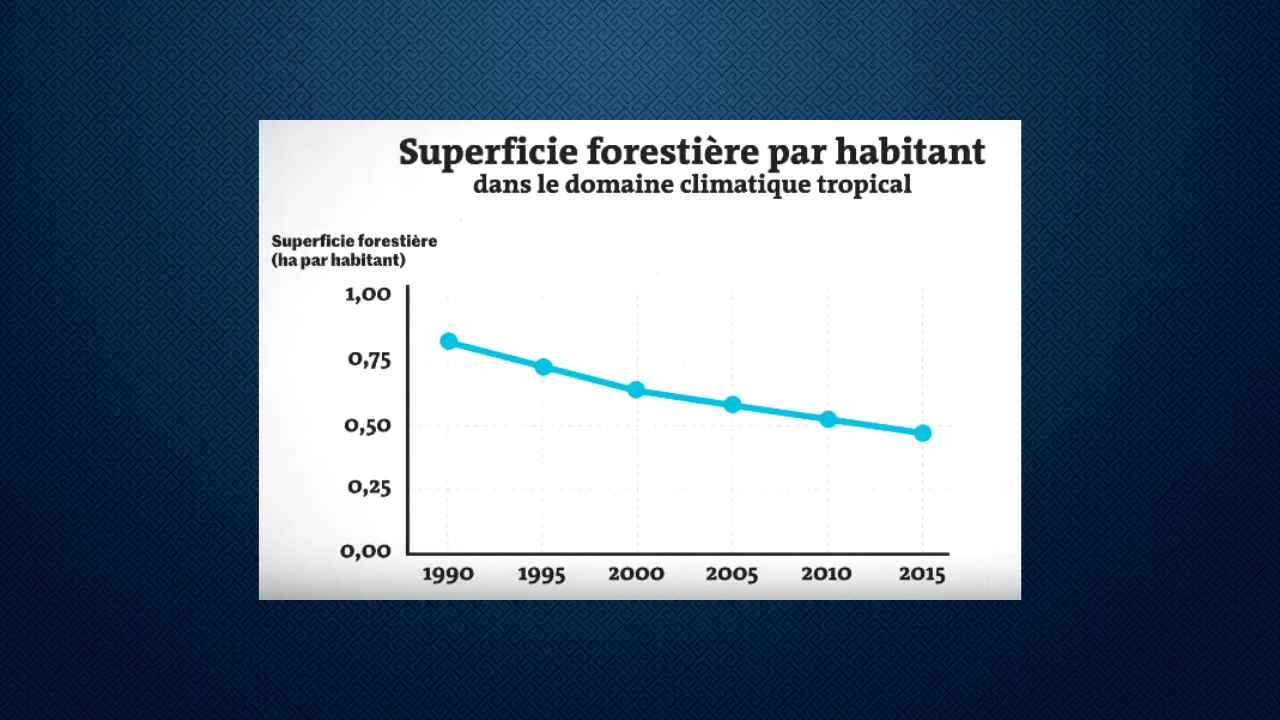 Superficie forestière par habitant
dans le domaine climatique tropical
Superficie forestière
(ha par habitant)
1,00
0,75
0,50
0,25
0,00
1990 1995 2000 2005 2010 2015